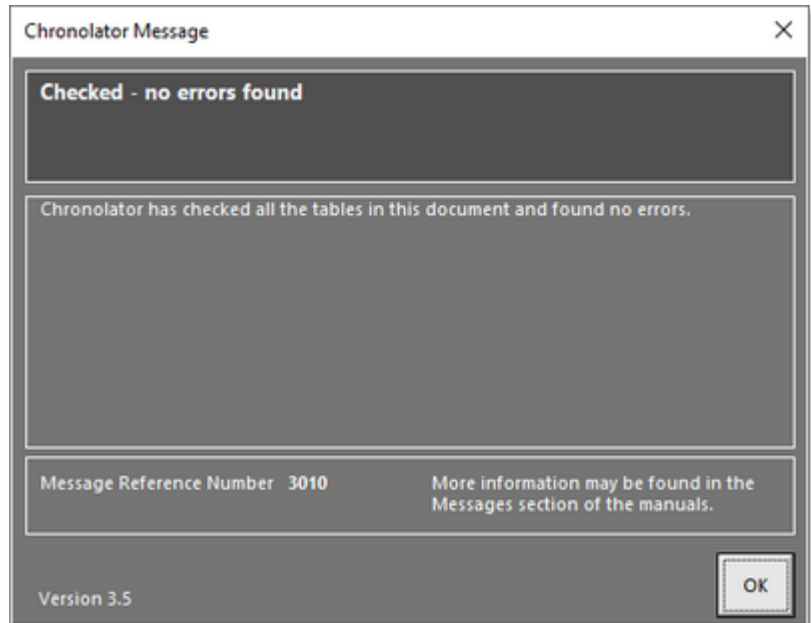 Chronolator Message
Checked - no errors found
Chronolator has checked all the tables in this document and found no errors.
Message Reference Number 3010
More information may be found in the
Messages section of the manuals.
Version 3.5
OK